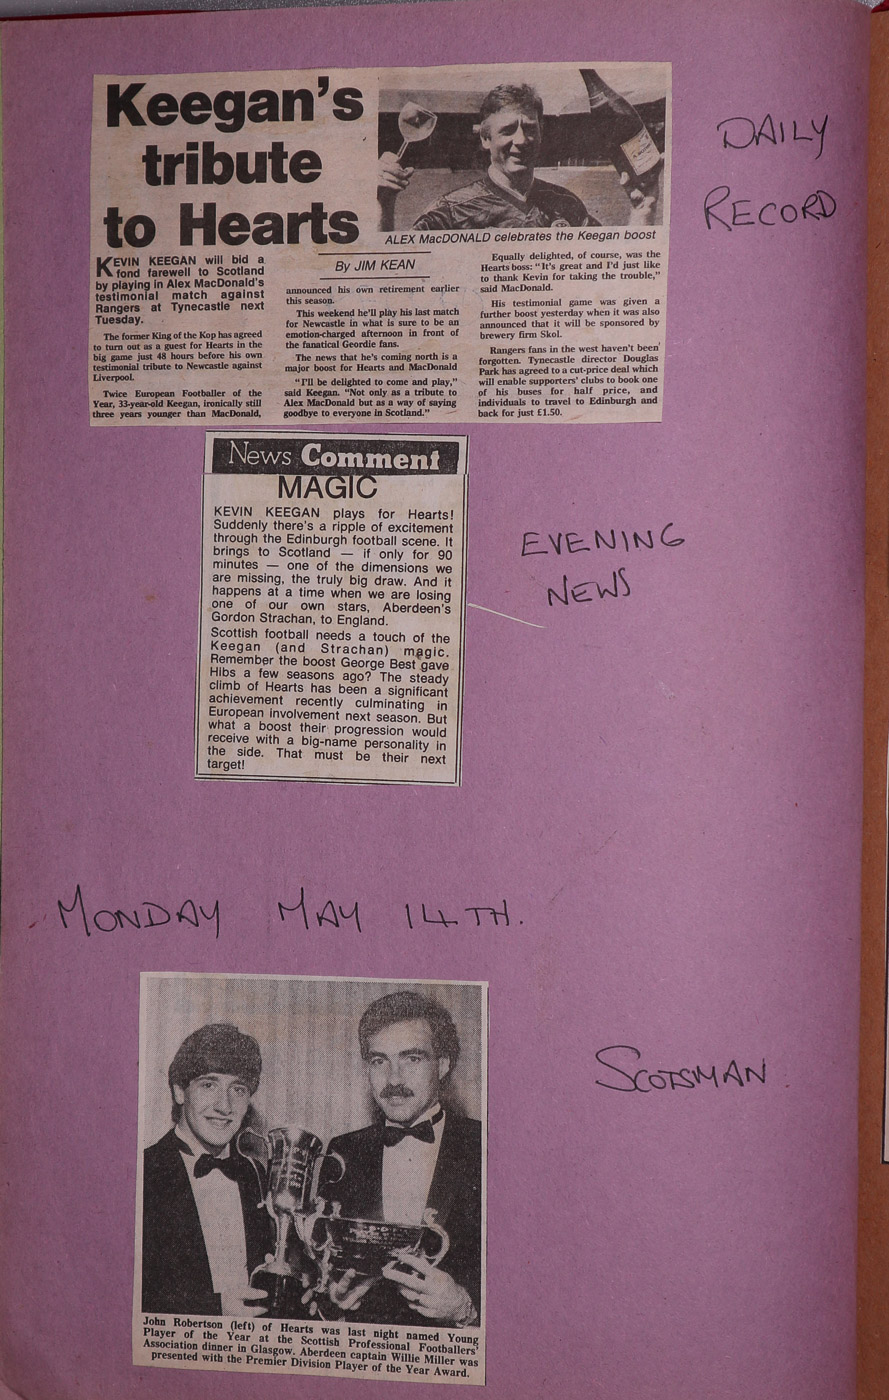 Keegan's
tribute
to Hearts
ALEX MacDONALD celebrates the Keegan boost
KEVIN KEEGAN will bid a
fond farewell to Scotland
by playing in Alex MacDonald's
testimonial match against
Rangers at Tynecastle next
Tuesday.
The former King of the Kop has agreed
to turn out as a guest for Hearts in the
big game just 48 hours before his own
testimonial tribute to Newcastle against
Liverpool.
Twice European Footballer of the
Year, 33-year-old Keegan, ironically still
three years younger than MacDonald,
By JIM KEAN
announced his own retirement earlier
this season.
This weekend he'll play his last match
for Newcastle in what is sure to be an
emotion-charged afternoon in front of
the fanatical Geordie fans.
The news that he's coming north is a
major boost for Hearts and MacDonald
"I'll be delighted to come and play,"
said Keegan. "Not only as a tribute to
Alex MacDonald but as a way of saying
goodbye to everyone in Scotland."
Equally delighted, of course, was the
Hearts boss: "It's great and I'd just like
to thank Kevin for taking the trouble,"
said MacDonald.
His testimonial game was given a
further boost yesterday when it was also
announced that it will be sponsored by
brewery firm Skol.
Rangers fans in the west haven't been
forgotten. Tynecastle director Douglas
Park has agreed to a cut-price deal which
will enable supporters' clubs to book one
of his buses for half price, and
individuals to travel to Edinburgh and
back for just £1.50.
DAILY
RECORD
News Comment
MAGIC
KEVIN KEEGAN plays for Hearts!
Suddenly there's a ripple of excitement
through the Edinburgh football scene. It
brings to Scotland — if only for 90
minutes — one of the dimensions we
are missing, the truly big draw. And it
happens at a time when we are losing
one of our own stars, Aberdeen's
Gordon Strachan, to England.
Scottish football needs a touch of the
Keegan (and Strachan) magic.
Remember the boost George Best gave
Hibs a few seasons ago? The steady
climb of Hearts has been a significant
achievement recently culminating in
European involvement next season. But
what a boost their progression would
receive with a big-name personality in
the side. That must be their next
target!
EVENING
NEWS
MONDAY MAY 14TH.
SCOTSMAN
John Robertson (left) of Hearts was last night named Young
Player of the Year at the Scottish Professional Footballers'
Association dinner in Glasgow. Aberdeen captain Willie Miller was
presented with the Premier Division Player of the Year Award.